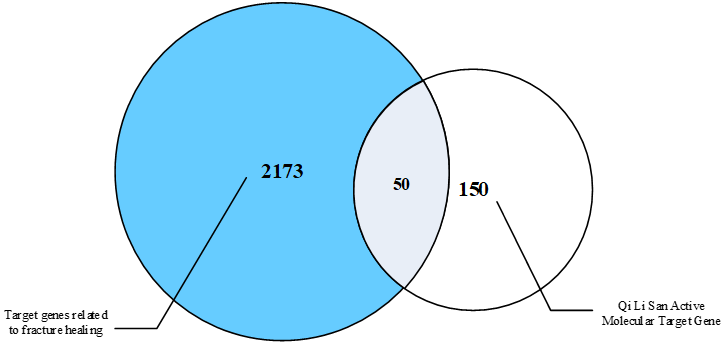 2173
50
150
Target genes related
to fracture healing
Qi Li San Active
Molecular Target Gene